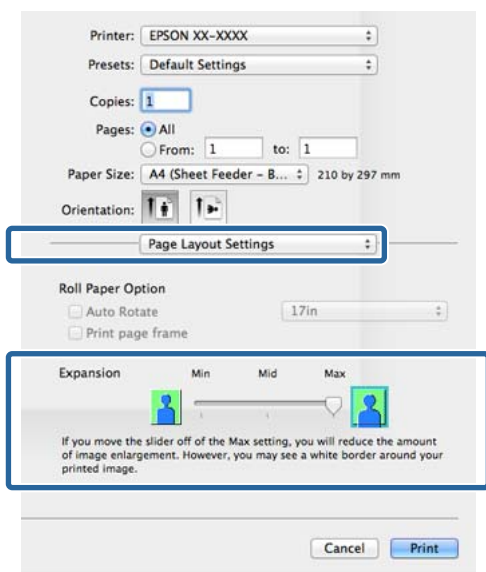 Printer: EPSON XX-XXXX
Presets: Default Settings
Copies: 1
Pages: All
From: 1 to: 1
Paper Size: A4 (Sheet Feeder – B... 210 by 297 mm
Orientation:
Page Layout Settings
Roll Paper Option
Auto Rotate 17in
Print page frame
Expansion Min Mid Max
If you move the slider off of the Max setting, you will reduce the amount
of image enlargement. However, you may see a white border around your
printed image.
Cancel Print